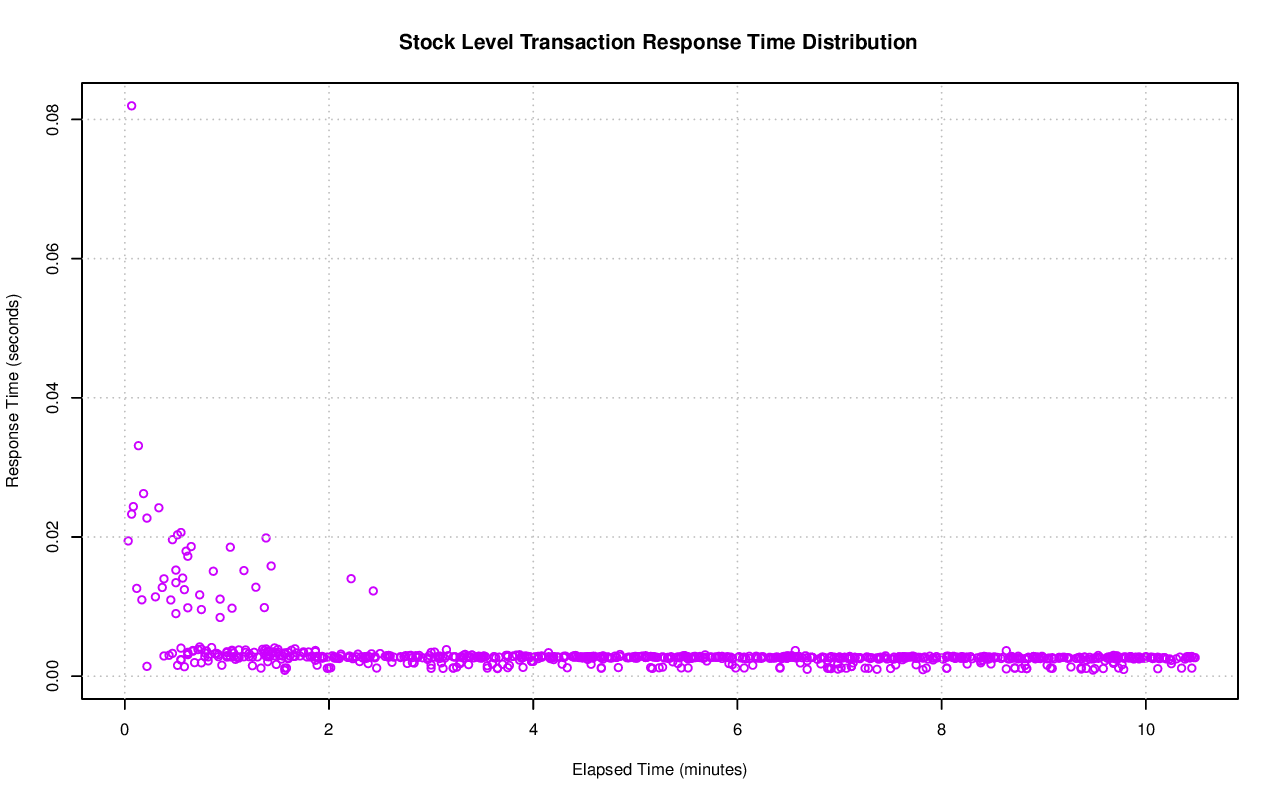 Stock Level Transaction Response Time Distribution
Response Time (seconds)
0.08
0.06
0.04
0.02
0.00
0 2 4 6 8 10
Elapsed Time (minutes)